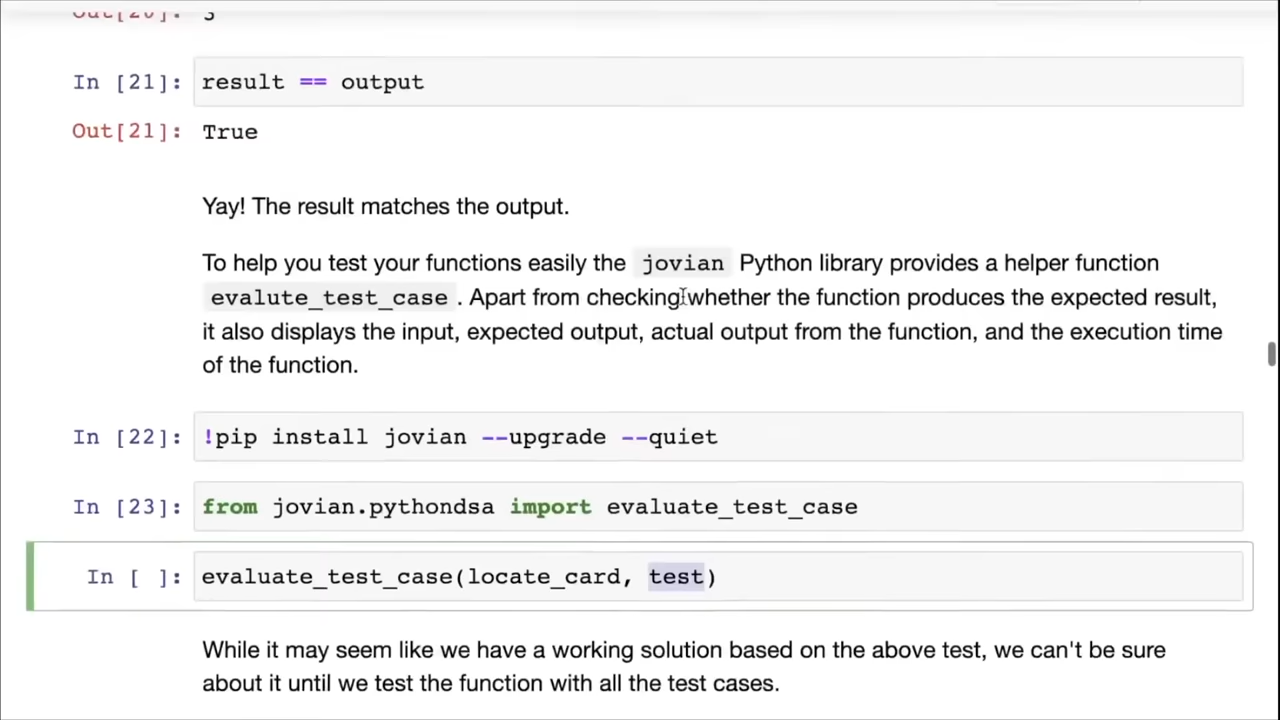 Out[20]: 3
In [21]: result == output
Out[21]: True
Yay! The result matches the output.
To help you test your functions easily the jovian Python library provides a helper function
evalute_test_case . Apart from checking whether the function produces the expected result,
it also displays the input, expected output, actual output from the function, and the execution time
of the function.
In [22]: !pip install jovian --upgrade --quiet
In [23]: from jovian.pythondsa import evaluate_test_case
In [ ]: evaluate_test_case(locate_card, test)
While it may seem like we have a working solution based on the above test, we can't be sure
about it until we test the function with all the test cases.